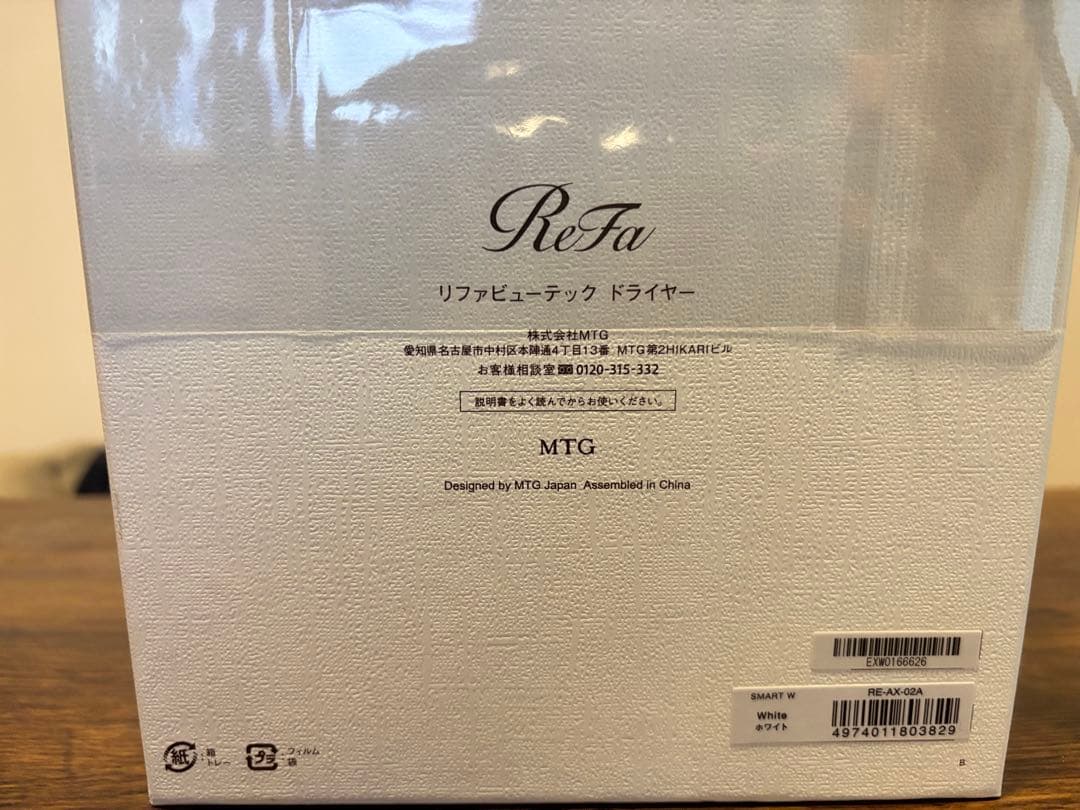 ReFa
リファビューテック ドライヤー
株式会社MTG
愛知県名古屋市中村区本陣通4丁目13番 MTG第2HIKARIビル
お客様相談室 0120-315-332
説明書をよく読んでからお使いください。
MTG
Designed by MTG Japan Assembled in China
EXW0166626
SMART W RE-AX-02A
White
ホワイト
4974011803829
紙 : 箱
トレー
プラ : フィルム
袋
B